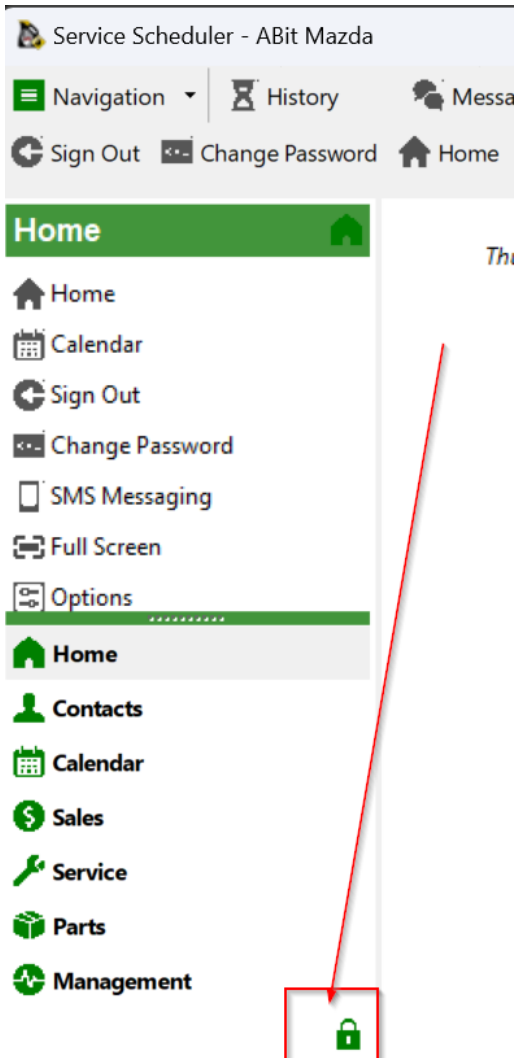 Service Scheduler - ABit Mazda
Navigation History
Sign Out Change Password Home
Home
Home
Calendar
Sign Out
Change Password
SMS Messaging
Full Screen
Options
Home
Contacts
Calendar
Sales
Service
Parts
Management